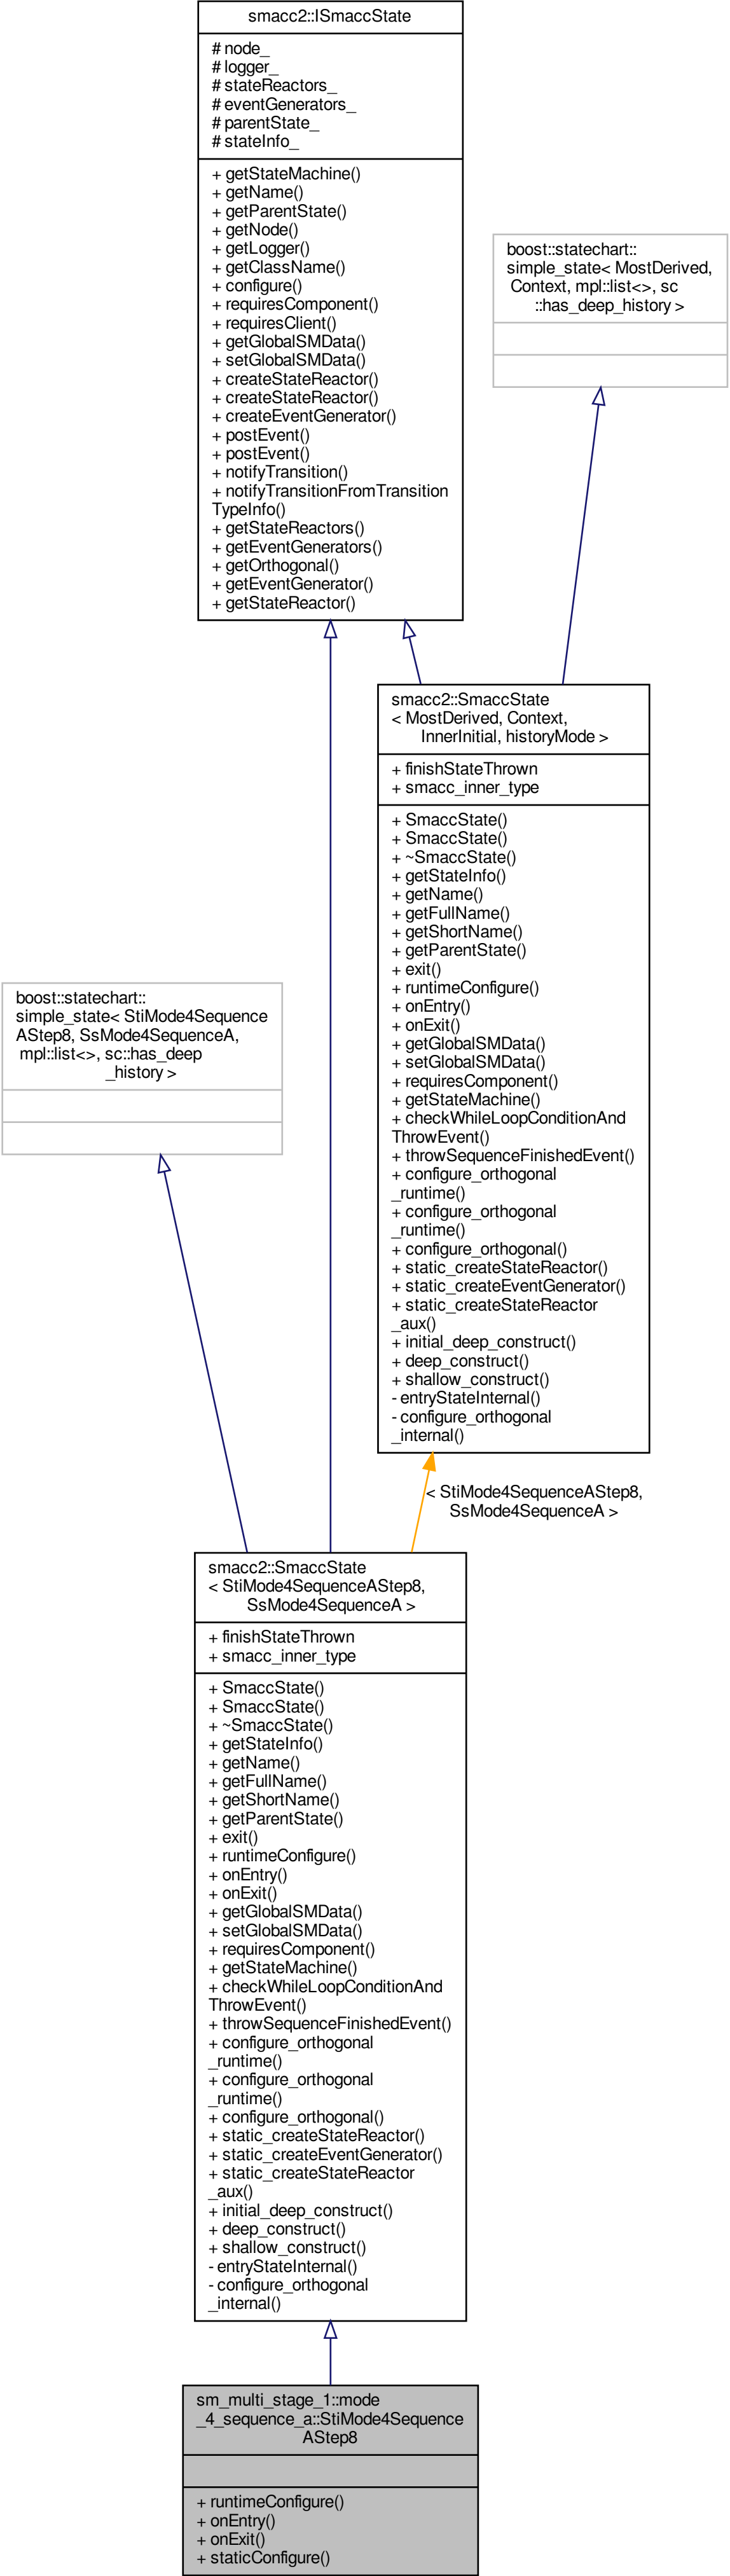 smacc2::ISmaccState
# node_
# logger_
# stateReactors_
# eventGenerators_
# parentState_
# stateInfo_
+ getStateMachine()
+ getName()
+ getParentState()
+ getNode()
+ getLogger()
+ getClassName()
+ configure()
+ requiresComponent()
+ requiresClient()
+ getGlobalSMData()
+ setGlobalSMData()
+ createStateReactor()
+ createStateReactor()
+ createEventGenerator()
+ postEvent()
+ postEvent()
+ notifyTransition()
+ notifyTransitionFromTransition
TypeInfo()
+ getStateReactors()
+ getEventGenerators()
+ getOrthogonal()
+ getEventGenerator()
+ getStateReactor()
boost::statechart::
simple_state< MostDerived,
Context, mpl::list<>, sc
::has_deep_history >
smacc2::SmaccState
< MostDerived, Context,
InnerInitial, historyMode >
+ finishStateThrown
+ smacc_inner_type
+ SmaccState()
+ SmaccState()
+ ~SmaccState()
+ getStateInfo()
+ getName()
+ getFullName()
+ getShortName()
+ getParentState()
+ exit()
+ runtimeConfigure()
+ onEntry()
+ onExit()
+ getGlobalSMData()
+ setGlobalSMData()
+ requiresComponent()
+ getStateMachine()
+ checkWhileLoopConditionAnd
ThrowEvent()
+ throwSequenceFinishedEvent()
+ configure_orthogonal
_runtime()
+ configure_orthogonal
_runtime()
+ configure_orthogonal()
+ static_createStateReactor()
+ static_createEventGenerator()
+ static_createStateReactor
_aux()
+ initial_deep_construct()
+ deep_construct()
+ shallow_construct()
- entryStateInternal()
- configure_orthogonal
_internal()
boost::statechart::
simple_state< StiMode4Sequence
AStep8, SsMode4SequenceA,
mpl::list<>, sc::has_deep
_history >
< StiMode4SequenceAStep8,
SsMode4SequenceA >
smacc2::SmaccState
< StiMode4SequenceAStep8,
SsMode4SequenceA >
+ finishStateThrown
+ smacc_inner_type
+ SmaccState()
+ SmaccState()
+ ~SmaccState()
+ getStateInfo()
+ getName()
+ getFullName()
+ getShortName()
+ getParentState()
+ exit()
+ runtimeConfigure()
+ onEntry()
+ onExit()
+ getGlobalSMData()
+ setGlobalSMData()
+ requiresComponent()
+ getStateMachine()
+ checkWhileLoopConditionAnd
ThrowEvent()
+ throwSequenceFinishedEvent()
+ configure_orthogonal
_runtime()
+ configure_orthogonal
_runtime()
+ configure_orthogonal()
+ static_createStateReactor()
+ static_createEventGenerator()
+ static_createStateReactor
_aux()
+ initial_deep_construct()
+ deep_construct()
+ shallow_construct()
- entryStateInternal()
- configure_orthogonal
_internal()
sm_multi_stage_1::mode
_4_sequence_a::StiMode4Sequence
AStep8
+ runtimeConfigure()
+ onEntry()
+ onExit()
+ staticConfigure()